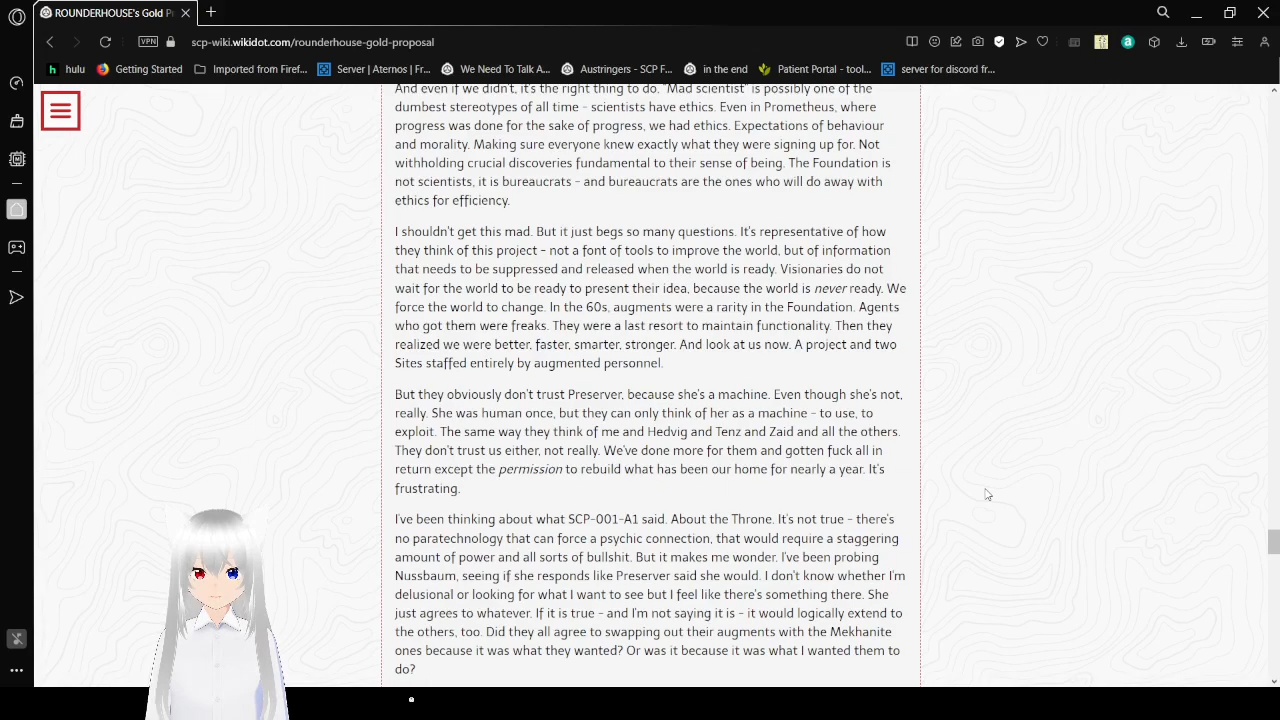 ROUNDERHOUSE's Gold P
scp-wiki.wikidot.com/rounderhouse-gold-proposal
VPN
hulu
Getting Started
Imported from Firef...
Server | Aternos | Fr...
We Need To Talk A...
Austringers - SCP F...
in the end
Patient Portal - tool...
server for discord fr...
And even if we didn't, it's the right thing to do. "Mad scientist" is possibly one of the
dumbest stereotypes of all time - scientists have ethics. Even in Prometheus, where
progress was done for the sake of progress, we had ethics. Expectations of behaviour
and morality. Making sure everyone knew exactly what they were signing up for. Not
withholding crucial discoveries fundamental to their sense of being. The Foundation is
not scientists, it is bureaucrats - and bureaucrats are the ones who will do away with
ethics for efficiency.
I shouldn't get this mad. But it just begs so many questions. It's representative of how
they think of this project - not a font of tools to improve the world, but of information
that needs to be suppressed and released when the world is ready. Visionaries do not
wait for the world to be ready to present their idea, because the world is never ready. We
force the world to change. In the 60s, augments were a rarity in the Foundation. Agents
who got them were freaks. They were a last resort to maintain functionality. Then they
realized we were better, faster, smarter, stronger. And look at us now. A project and two
Sites staffed entirely by augmented personnel.
But they obviously don't trust Preserver, because she's a machine. Even though she's not,
really. She was human once, but they can only think of her as a machine - to use, to
exploit. The same way they think of me and Hedvig and Tenz and Zaid and all the others.
They don't trust us either, not really. We've done more for them and gotten fuck all in
return except the permission to rebuild what has been our home for nearly a year. It's
frustrating.
I've been thinking about what SCP-001-A1 said. About the Throne. It's not true - there's
no paratechnology that can force a psychic connection, that would require a staggering
amount of power and all sorts of bullshit. But it makes me wonder. I've been probing
Nussbaum, seeing if she responds like Preserver said she would. I don't know whether I'm
delusional or looking for what I want to see but I feel like there's something there. She
just agrees to whatever. If it is true - and I'm not saying it is - it would logically extend to
the others, too. Did they all agree to swapping out their augments with the Mekhanite
ones because it was what they wanted? Or was it because it was what I wanted them to
do?